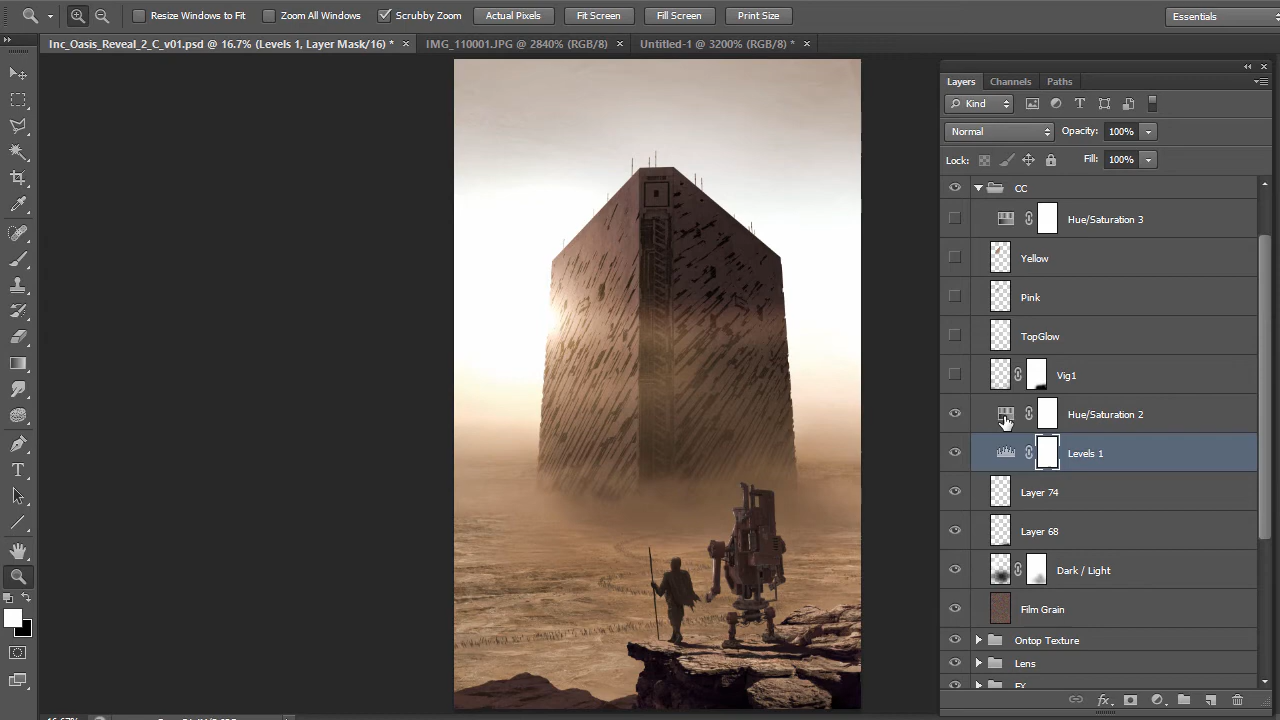 Resize Windows to Fit Zoom All Windows Scrubby Zoom Actual Pixels Fit Screen Fill Screen Print Size Essentials
Inc_Oasis_Reveal_2_C_v01.psd @ 16.7% (Levels 1, Layer Mask/16) * × IMG_110001.JPG @ 2840% (RGB/8) × Untitled-1 @ 3200% (RGB/8) * ×
Layers Channels Paths
Kind
Normal Opacity: 100%
Lock: Fill: 100%
CC
Hue/Saturation 3
Yellow
Pink
TopGlow
Vig1
Hue/Saturation 2
Levels 1
Layer 74
Layer 68
Dark / Light
Film Grain
Ontop Texture
Lens
FX